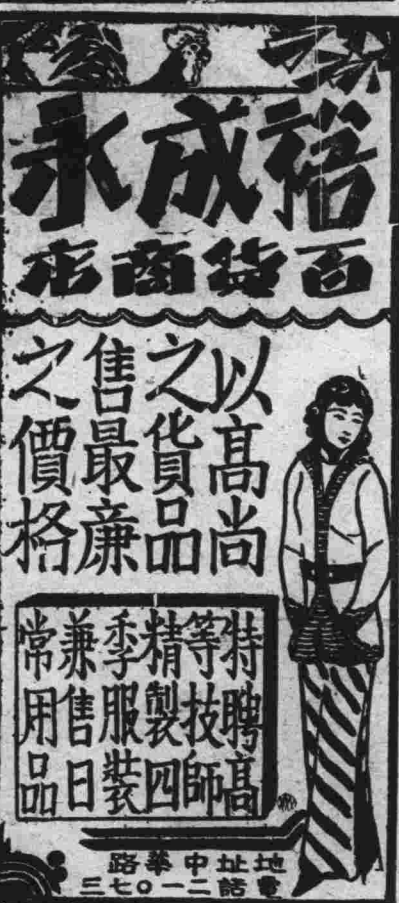 裕成永
百貨商店
以高尚
之貨品
售最廉
之價格
特聘高
等技師
精製四
季服裝
兼售日
常用品
地址中華路
電話二一〇七三